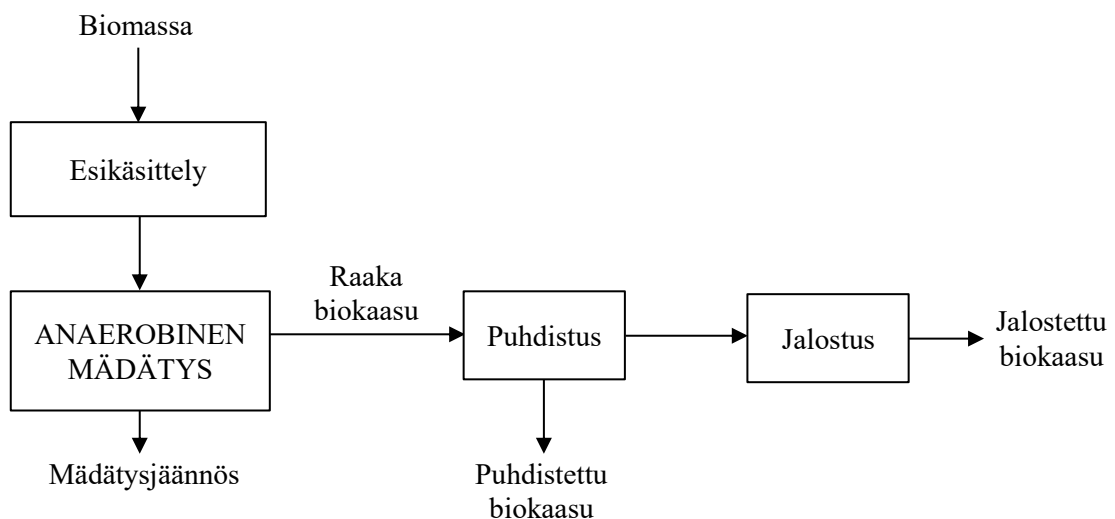 Biomassa
Esikäsittely
ANAEROBINEN
MÄDÄTYS
Raaka
biokaasu
Puhdistus
Jalostus
Jalostettu
biokaasu
Mädätysjäännös
Puhdistettu
biokaasu